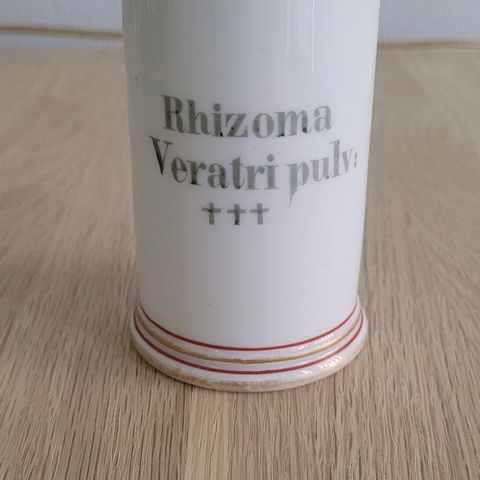 Rhizoma
Veratri pulv:
†††